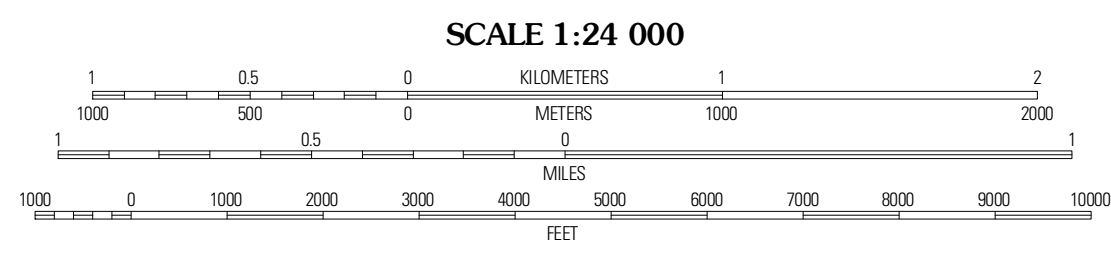 SCALE 1:24 000
1 0.5 0 KILOMETERS 1 2
1000 500 0 METERS 1000 2000
1 0.5 0 1
MILES
1000 0 1000 2000 3000 4000 5000 6000 7000 8000 9000 10000
FEET